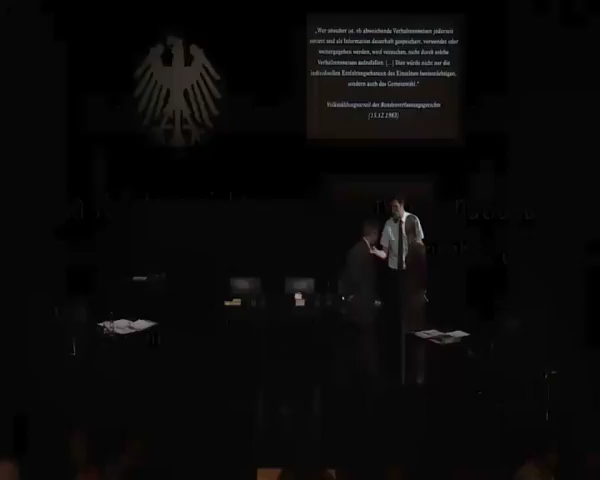 „Wer unsicher ist, ob abweichende Verhaltensweisen jederzeit
notiert und als Information dauerhaft gespeichert, verwendet oder
weitergegeben werden, wird versuchen, nicht durch solche
Verhaltensweisen aufzufallen. [...] Dies würde nicht nur die
individuellen Entfaltungschancen des Einzelnen beeinträchtigen,
sondern auch das Gemeinwohl."
Volkszählungsurteil des Bundesverfassungsgerichts
(15.12.1983)